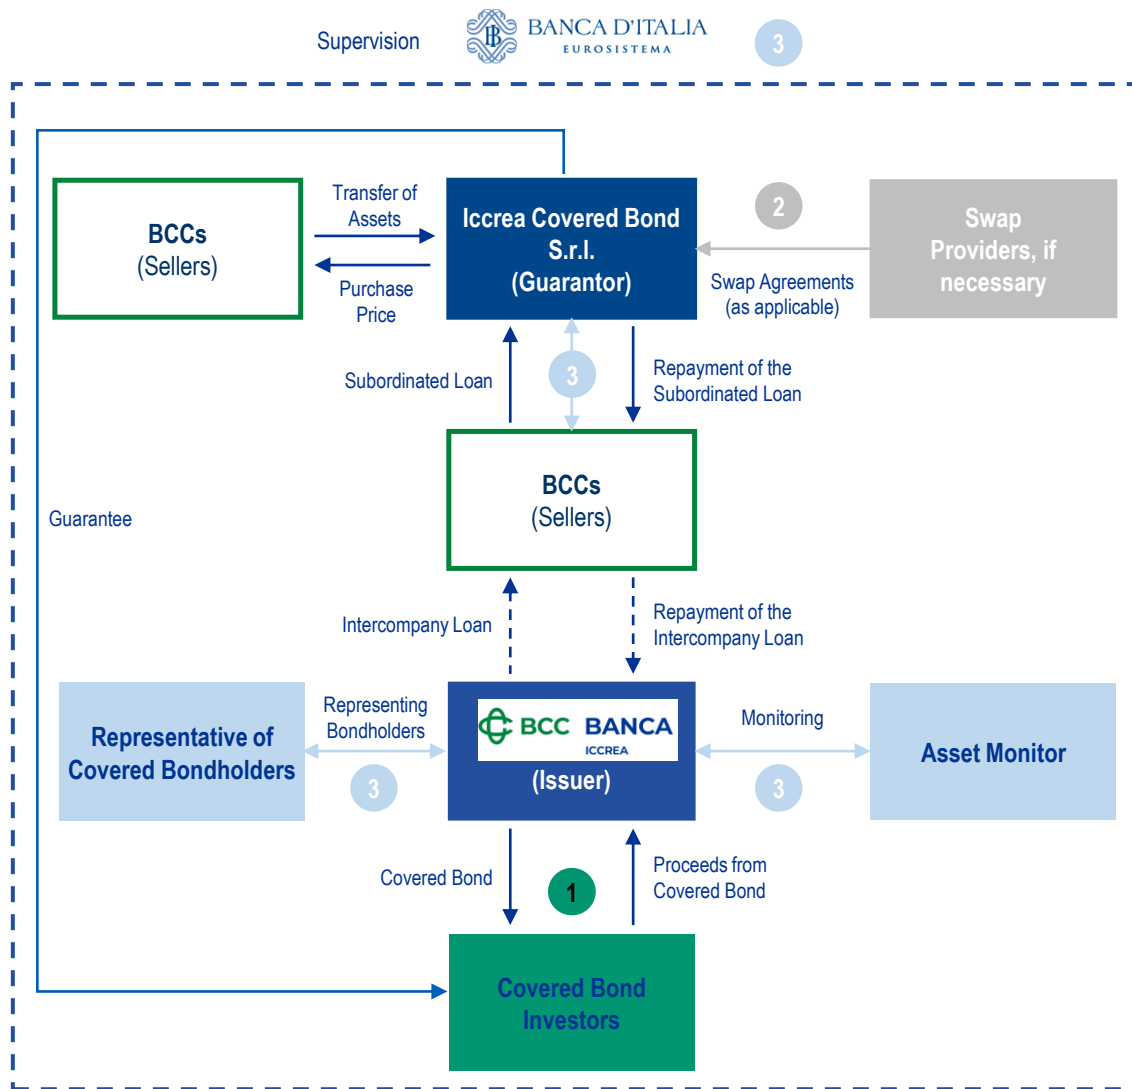 Supervision
BANCA D'ITALIA
EUROSISTEMA
3
BCCs
(Sellers)
Transfer of
Assets
Purchase
Price
Iccrea Covered Bond
S.r.l.
(Guarantor)
2
Swap Agreements
(as applicable)
Swap
Providers, if
necessary
Subordinated Loan
3
Repayment of the
Subordinated Loan
BCCs
(Sellers)
Guarantee
Intercompany Loan
Repayment of the
Intercompany Loan
Representative of
Covered Bondholders
Representing
Bondholders
3
BCC BANCA
ICCREA
(Issuer)
Monitoring
3
Asset Monitor
Covered Bond
1
Proceeds from
Covered Bond
Covered Bond
Investors